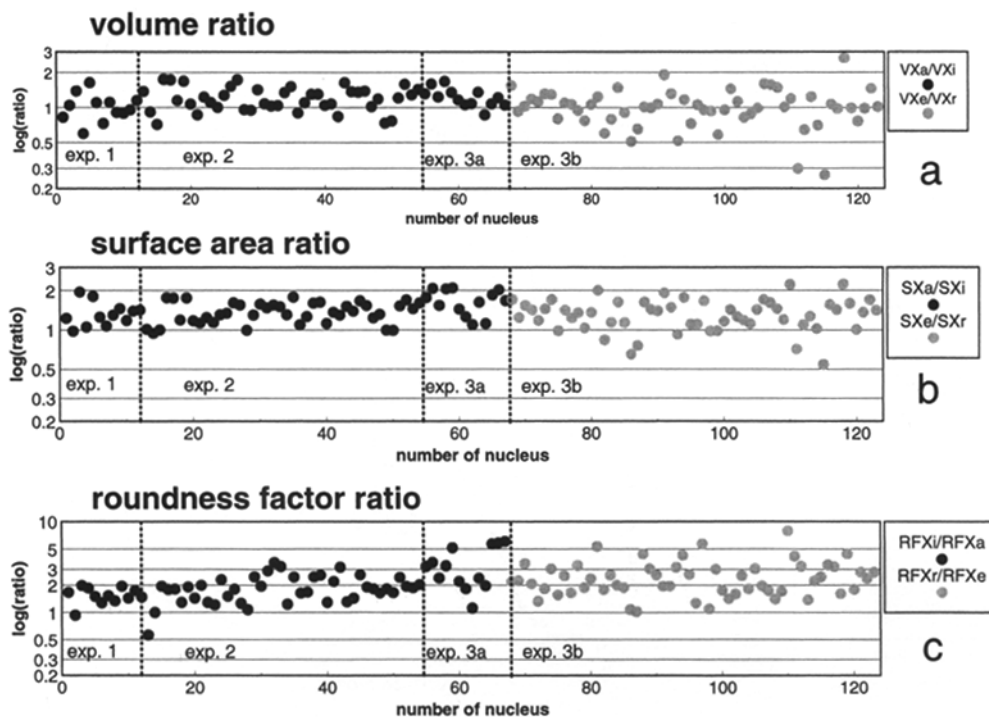 volume ratio
3
2
1
0.5
0.3
0.2
log(ratio)
exp. 1
exp. 2
exp. 3a
exp. 3b
0 20 40 60 80 100 120
number of nucleus
VXa/VXi
VXe/VXr
a
surface area ratio
3
2
1
0.5
0.3
0.2
log(ratio)
exp. 1
exp. 2
exp. 3a
exp. 3b
0 20 40 60 80 100 120
number of nucleus
SXa/SXi
SXe/SXr
b
roundness factor ratio
10
5
3
2
1
0.5
0.3
0.2
log(ratio)
exp. 1
exp. 2
exp. 3a
exp. 3b
0 20 40 60 80 100 120
number of nucleus
RFXi/RFXa
RFXr/RFXe
c